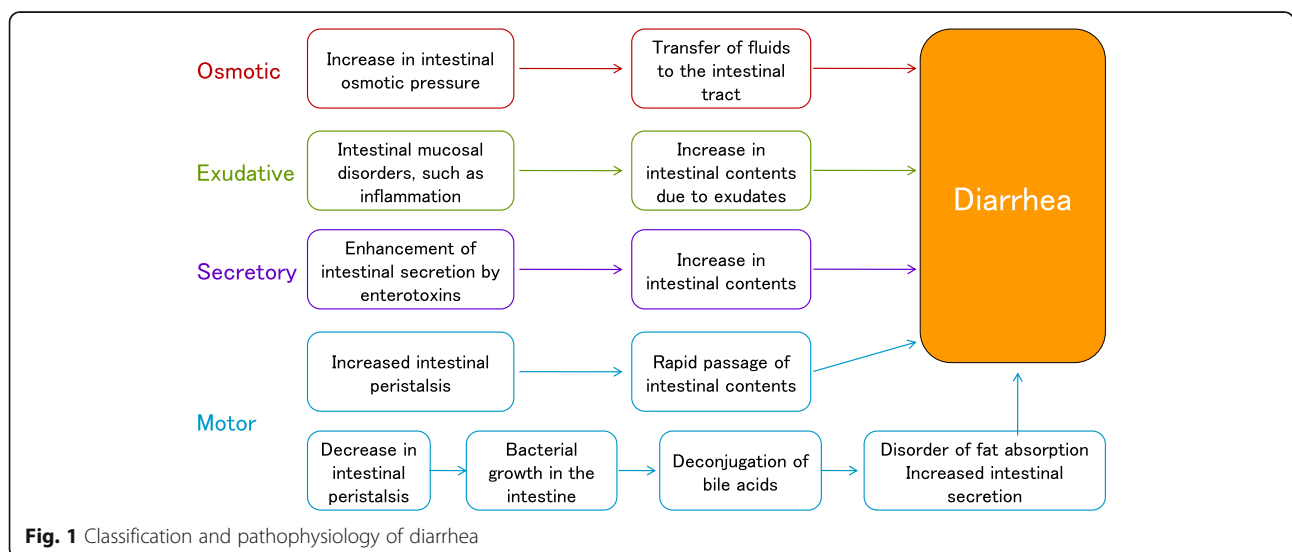 Osmotic
Increase in intestinal
osmotic pressure
Transfer of fluids
to the intestinal
tract
Exudative
Intestinal mucosal
disorders, such as
inflammation
Increase in
intestinal contents
due to exudates
Diarrhea
Secretory
Enhancement of
intestinal secretion by
enterotoxins
Increase in
intestinal contents
Motor
Increased intestinal
peristalsis
Rapid passage of
intestinal contents
Decrease in
intestinal
peristalsis
Bacterial
growth in the
intestine
Deconjugation of
bile acids
Disorder of fat absorption
Increased intestinal
secretion
Fig. 1 Classification and pathophysiology of diarrhea